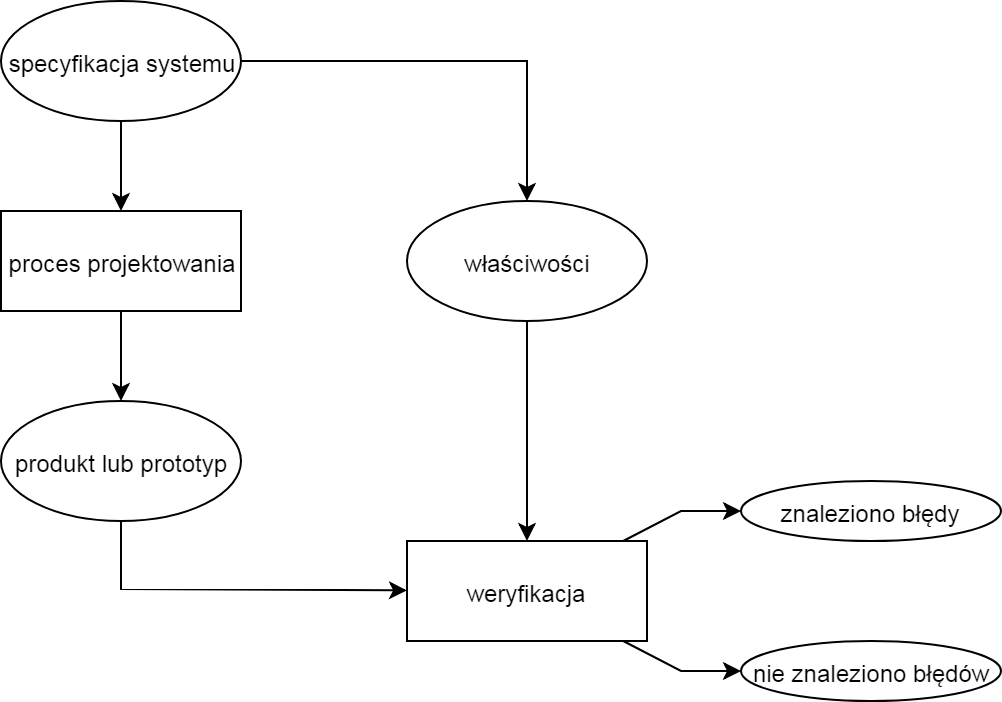 specyfikacja systemu
proces projektowania
właściwości
produkt lub prototyp
znaleziono błędy
weryfikacja
nie znaleziono błędów